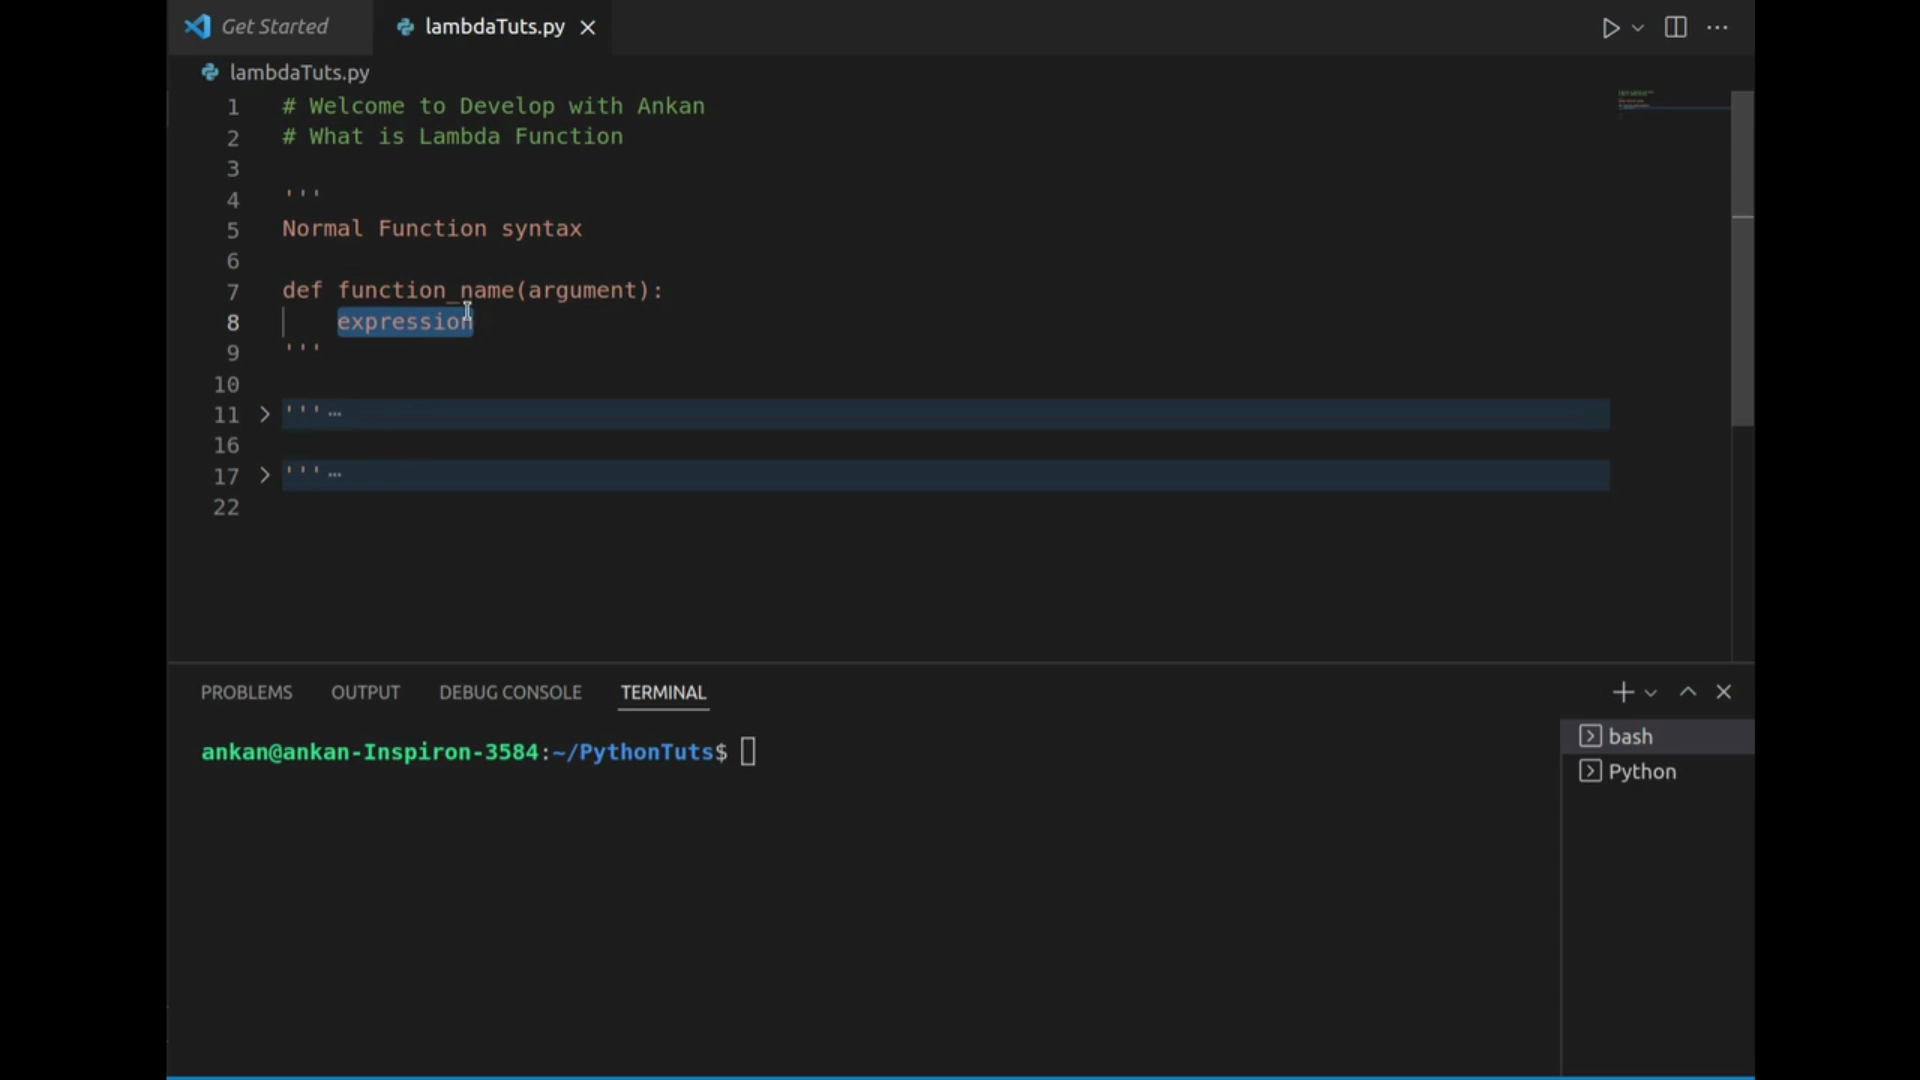 Get Started
lambdaTuts.py
lambdaTuts.py
1 # Welcome to Develop with Ankan
2 # What is Lambda Function
3
4 '''
5 Normal Function syntax
6
7 def function_name(argument):
8 expression
9 '''
10
11 > '''…
16
17 > '''…
22
PROBLEMS OUTPUT DEBUG CONSOLE TERMINAL
ankan@ankan-Inspiron-3584:~/PythonTuts$
bash
Python